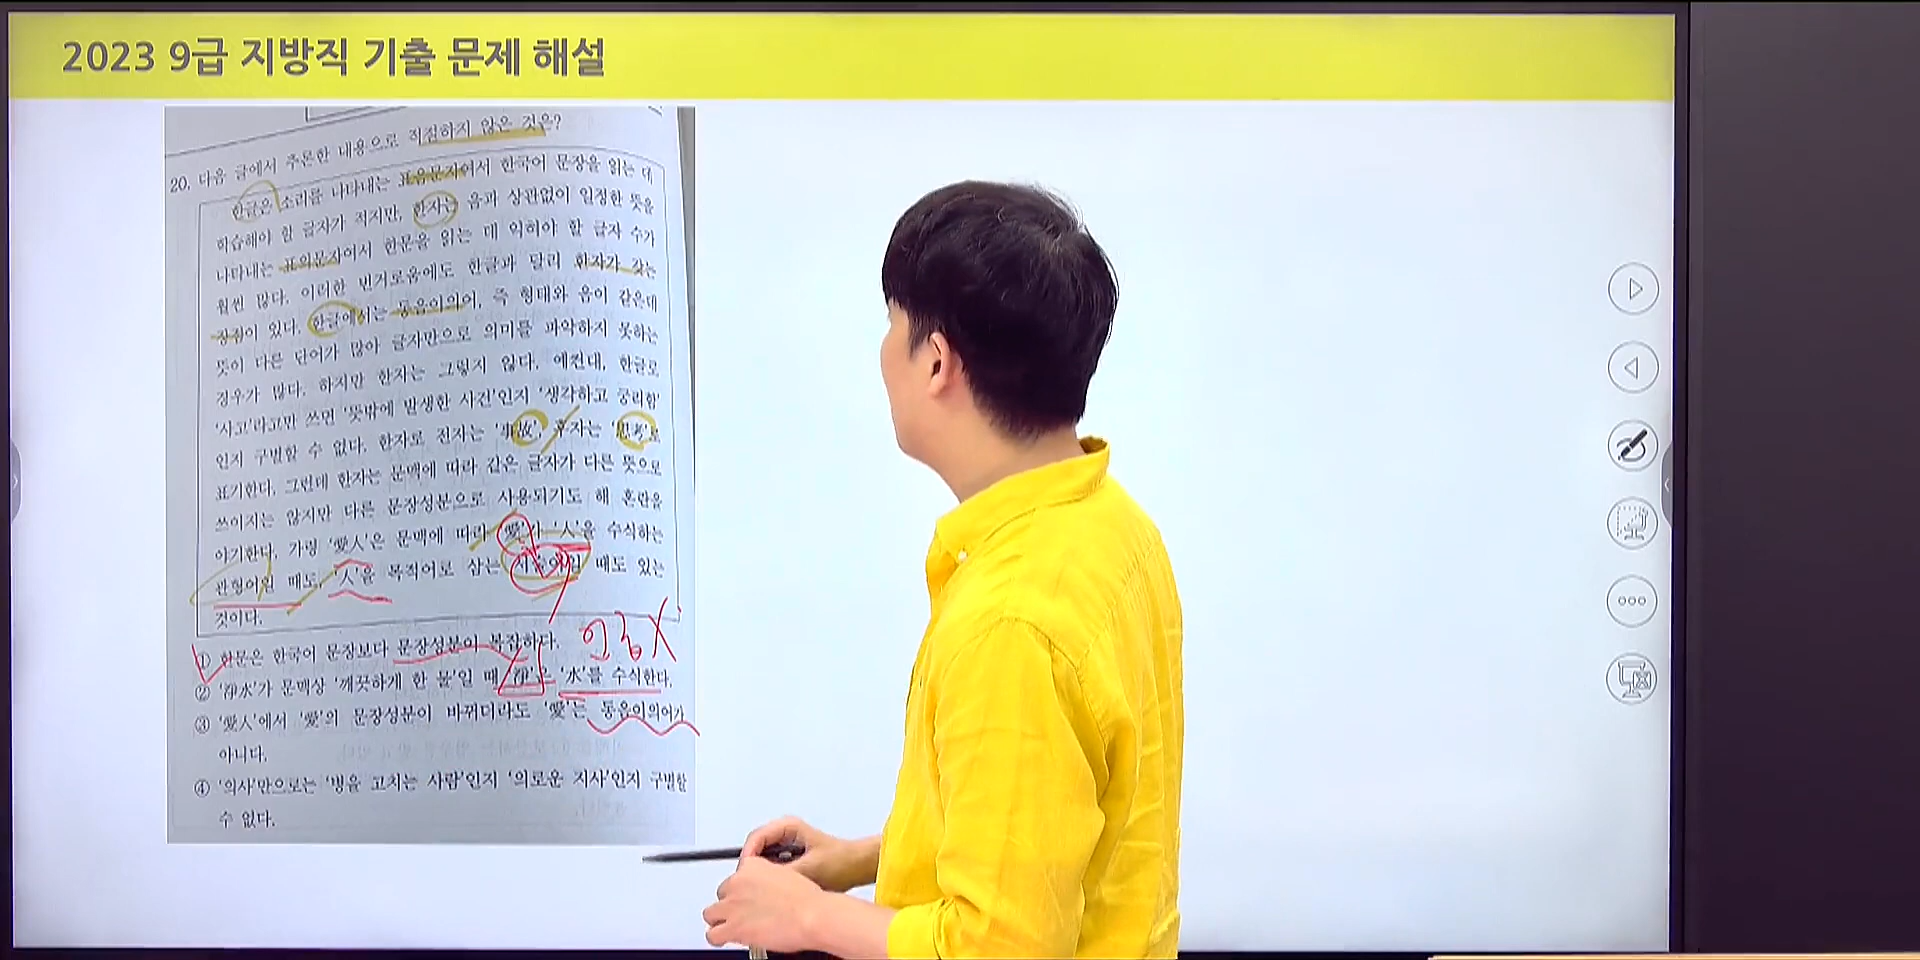 2023 9급 지방직 기출 문제 해설
20. 다음 글에서 추론한 내용으로 적절하지 않은 것은?
한글은 소리를 나타내는 표음문자여서 한국어 문장을 읽는 데
학습해야 할 글자가 적지만, 한자는 음과 상관없이 일정한 뜻을
나타내는 표의문자여서 한문을 읽는 데 익혀야 할 글자 수가
훨씬 많다. 이러한 번거로움에도 한글과 달리 한자가 갖는
장점이 있다. 한글에서는 동음이의어, 즉 형태와 음이 같은데
뜻이 다른 단어가 많아 글자만으로 의미를 파악하지 못하는
경우가 많다. 하지만 한자는 그렇지 않다. 예컨대, 한글로
'사고'라고만 쓰면 '뜻밖에 발생한 사건'인지 '생각하고 궁리함'
인지 구별할 수 없다. 한자로 전자는 '事故', 후자는 '思考'로
표기한다. 그런데 한자는 문맥에 따라 같은 글자가 다른 뜻으로
쓰이지는 않지만 다른 문장성분으로 사용되기도 해 혼란을
야기한다. 가령 '愛人'은 문맥에 따라 '愛'가 '人'을 수식하는
관형어일 때도, '人'을 목적어로 삼는 서술어일 때도 있는
것이다.
① 한문은 한국어 문장보다 문장성분이 복잡하다.
② '淨水'가 문맥상 '깨끗하게 한 물'일 때 '淨'은 '水'를 수식한다.
③ '愛人'에서 '愛'의 문장성분이 바뀌더라도 '愛'는 동음이의어가
아니다.
④ '의사'만으로는 '병을 고치는 사람'인지 '의로운 지사'인지 구별할
수 없다.